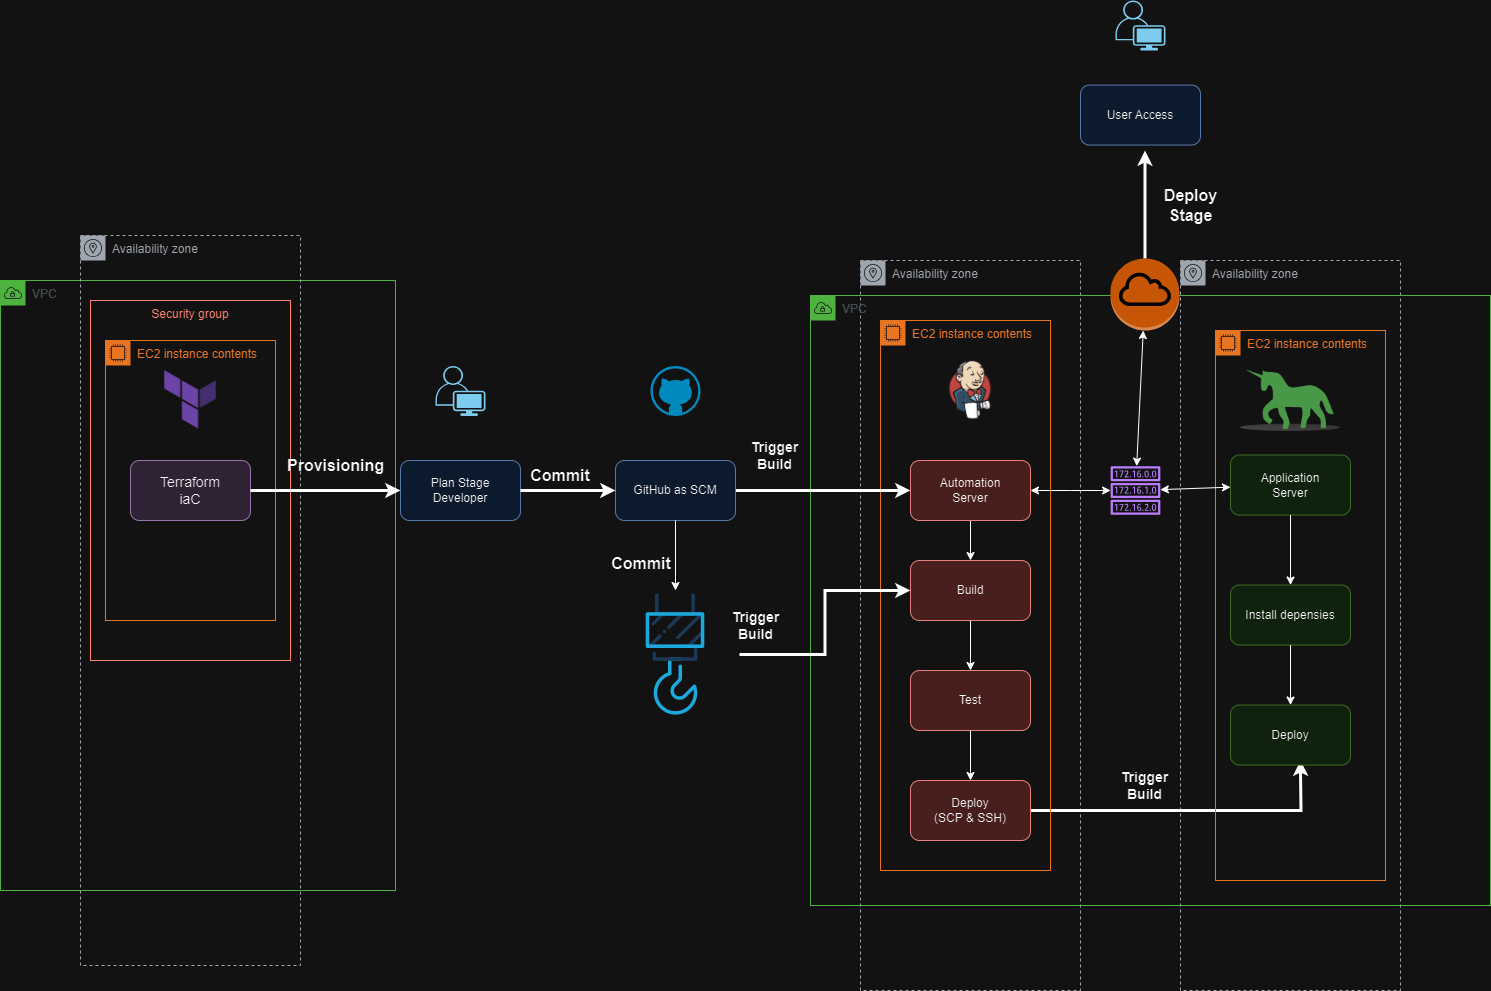 User Access
Deploy
Stage
Availability zone
Availability zone
Availability zone
VPC
VPC
Security group
EC2 instance contents
EC2 instance contents
EC2 instance contents
Terraform
iaC
Provisioning
Plan Stage
Developer
Commit
GitHub as SCM
Trigger
Build
Automation
Server
172.16.0.0
172.16.1.0
172.16.2.0
Application
Server
Commit
Trigger
Build
Build
Install depensies
Test
Deploy
Deploy
(SCP & SSH)
Trigger
Build